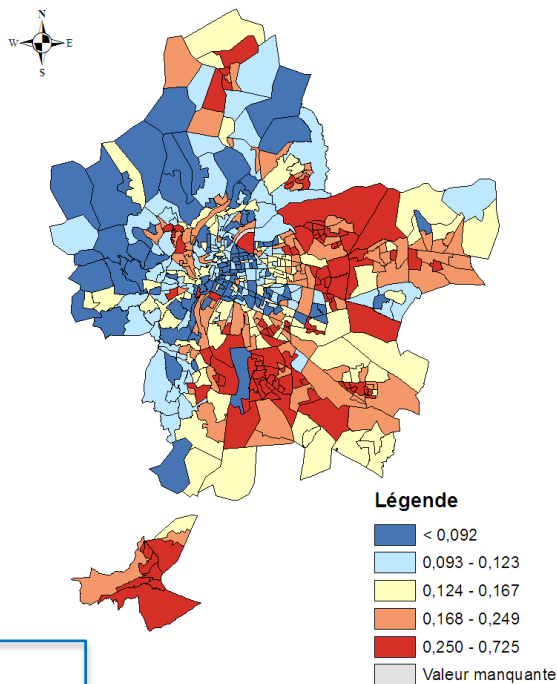 N
W E
S
Légende
< 0,092
0,093 - 0,123
0,124 - 0,167
0,168 - 0,249
0,250 - 0,725
Valeur manquante